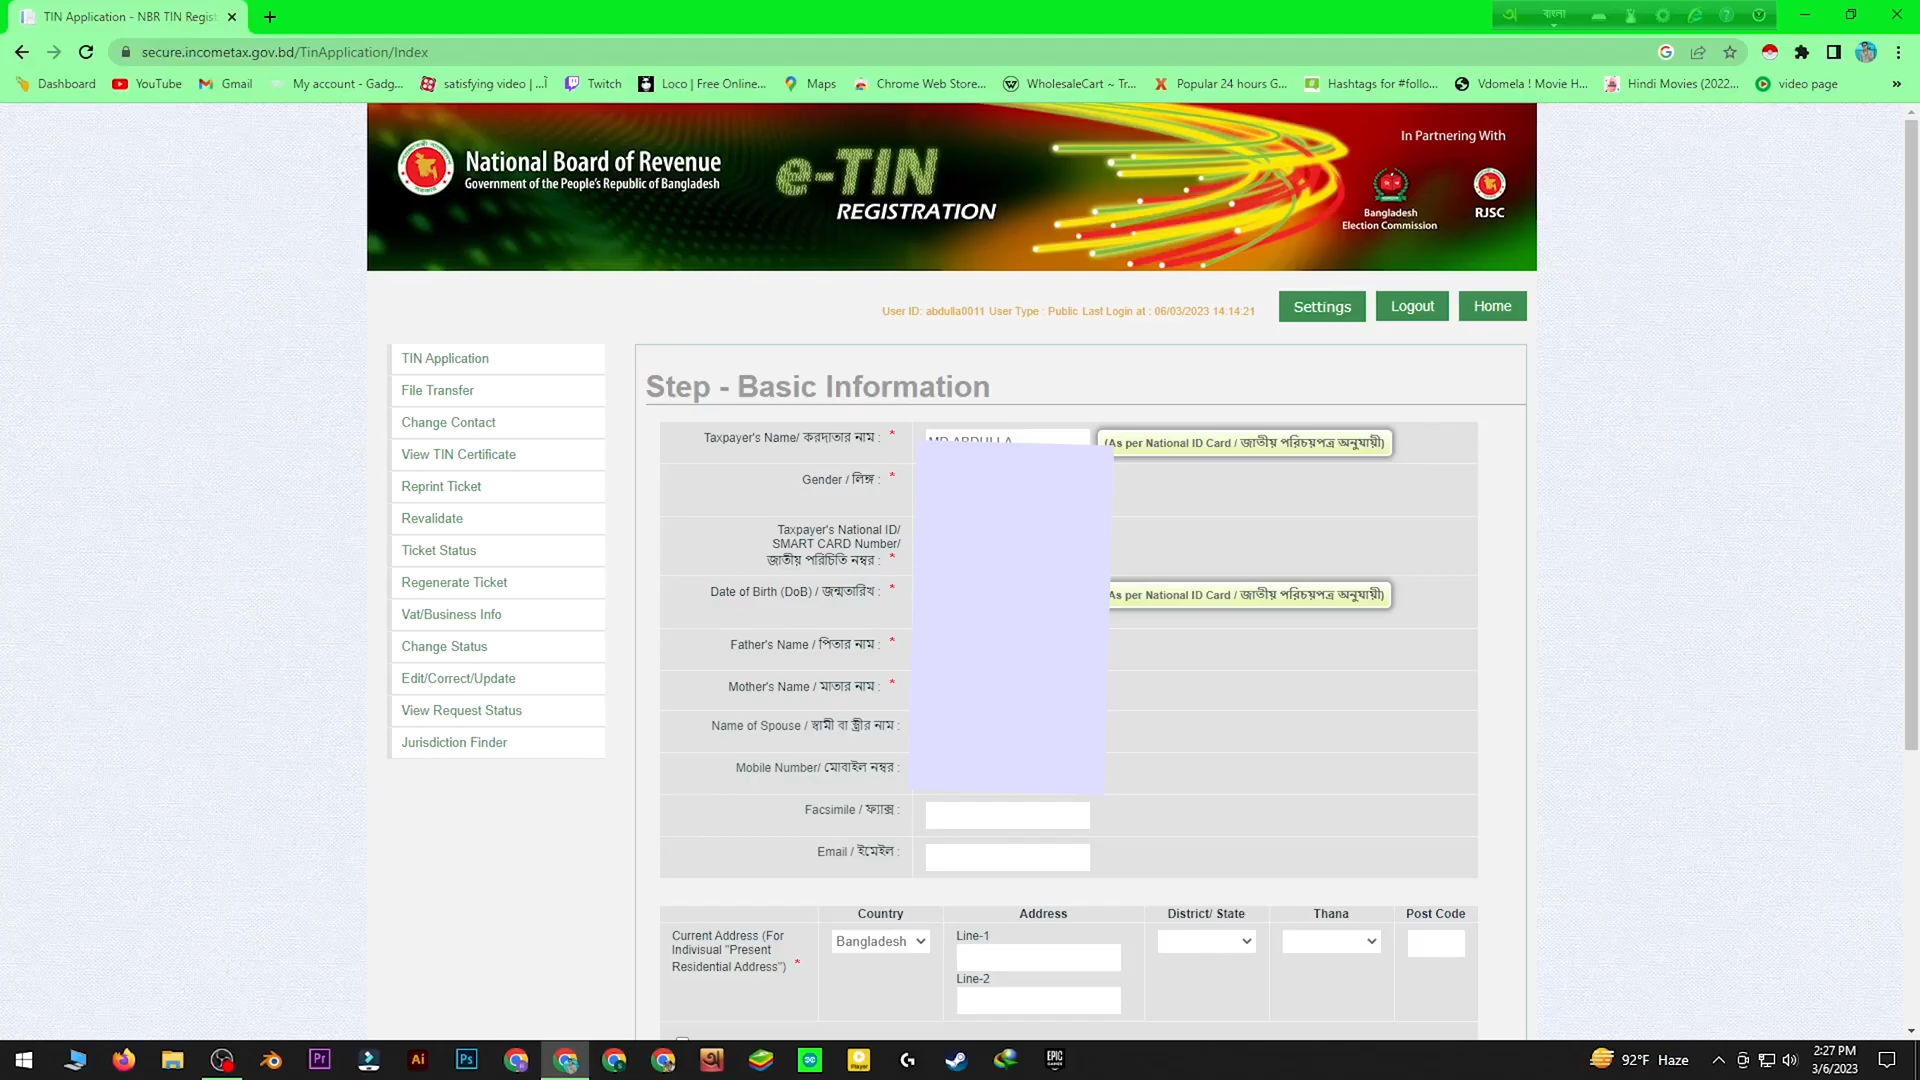 TIN Application - NBR TIN Regist
বাংলা
secure.incometax.gov.bd/TinApplication/Index
Dashboard
YouTube
Gmail
My account - Gadg...
satisfying video | ...
Twitch
Loco | Free Online...
Maps
Chrome Web Store...
WholesaleCart ~ Tr...
Popular 24 hours G...
Hashtags for #follo...
Vdomela ! Movie H...
Hindi Movies (2022...
video page
National Board of Revenue
Government of the People's Republic of Bangladesh
e-TIN
REGISTRATION
In Partnering With
Bangladesh
Election Commission
RJSC
User ID: abdulla0011 User Type : Public Last Login at : 06/03/2023 14:14:21
Settings
Logout
Home
TIN Application
File Transfer
Change Contact
View TIN Certificate
Reprint Ticket
Revalidate
Ticket Status
Regenerate Ticket
Vat/Business Info
Change Status
Edit/Correct/Update
View Request Status
Jurisdiction Finder
Step - Basic Information
Taxpayer's Name/ করদাতার নাম : *
MD ABDULLA
(As per National ID Card / জাতীয় পরিচয়পত্র অনুযায়ী)
Gender / লিঙ্গ : *
Taxpayer's National ID/
SMART CARD Number/
জাতীয় পরিচিতি নম্বর : *
Date of Birth (DoB) / জন্মতারিখ : *
As per National ID Card / জাতীয় পরিচয়পত্র অনুযায়ী)
Father's Name / পিতার নাম : *
Mother's Name / মাতার নাম : *
Name of Spouse / স্বামী বা স্ত্রীর নাম :
Mobile Number/ মোবাইল নম্বর :
Facsimile / ফ্যাক্স :
Email / ইমেইল :
Country
Address
District/ State
Thana
Post Code
Current Address (For
Indivisual "Present
Residential Address") *
Bangladesh
Line-1
Line-2
92°F Haze
2:27 PM
3/6/2023